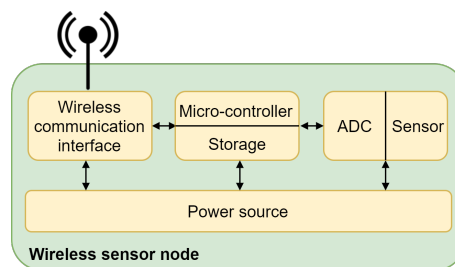 Wireless
communication
interface
Micro-controller
Storage
ADC
Sensor
Power source
Wireless sensor node